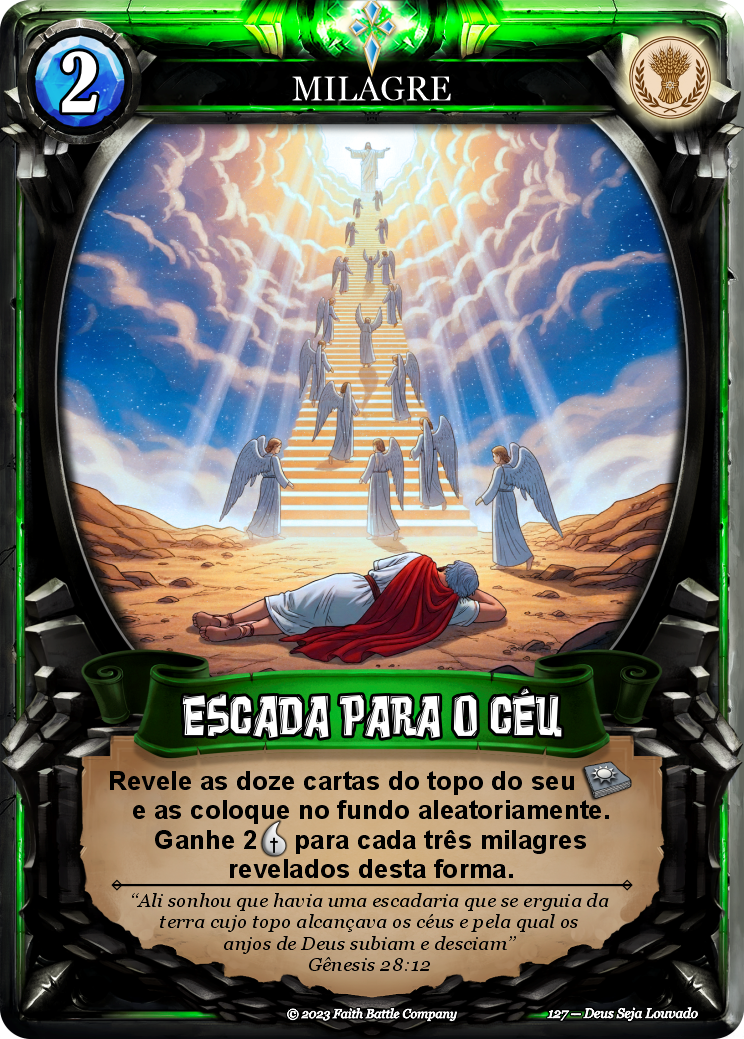 2
MILAGRE
ESCADA PARA O CÉU
Revele as doze cartas do topo do seu
e as coloque no fundo aleatoriamente.
Ganhe 2 para cada três milagres
revelados desta forma.
“Ali sonhou que havia uma escadaria que se erguia da
terra cujo topo alcançava os céus e pela qual os
anjos de Deus subiam e desciam”
Gênesis 28:12
© 2023 Faith Battle Company
127 — Deus Seja Louvado